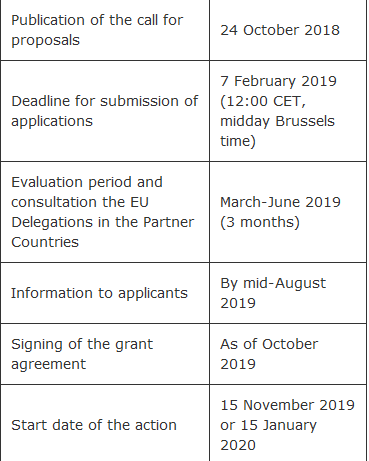 Publication of the call for
proposals
24 October 2018
Deadline for submission of
applications
7 February 2019
(12:00 CET,
midday Brussels
time)
Evaluation period and
consultation the EU
Delegations in the Partner
Countries
March-June 2019
(3 months)
Information to applicants
By mid-August
2019
Signing of the grant
agreement
As of October
2019
Start date of the action
15 November 2019
or 15 January
2020